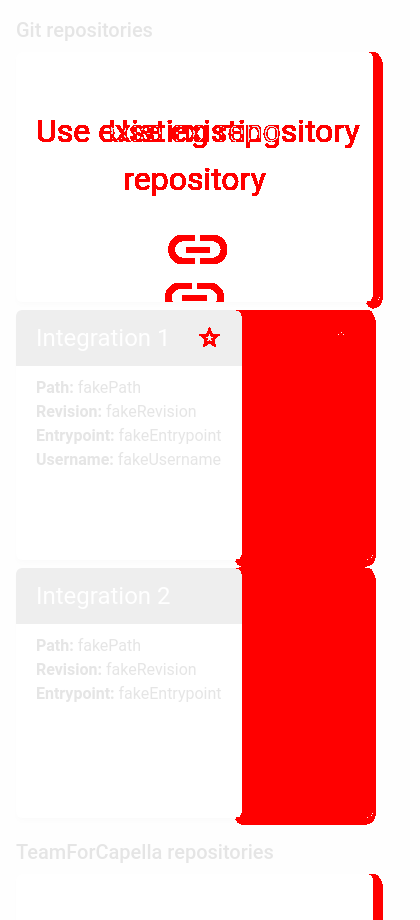 Git repositories
Use existing repository
repository
Integration 1
Path: fakePath
Revision: fakeRevision
Entrypoint: fakeEntrypoint
Username: fakeUsername
Integration 2
Path: fakePath
Revision: fakeRevision
Entrypoint: fakeEntrypoint
TeamForCapella repositories